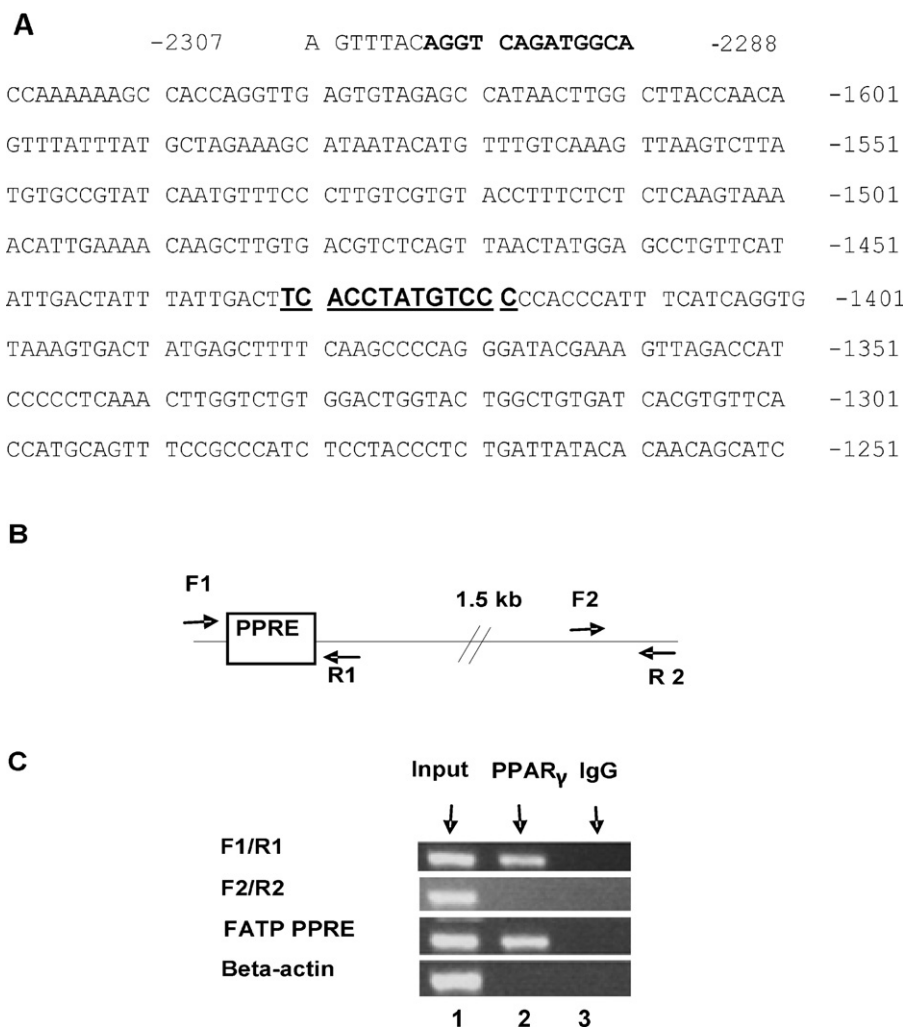 A
-2307 A GTTTACAGGT CAGATGGCA -2288
CCAAAAAAGC CACCAGGTTG AGTGTAGAGC CATAACTTGG CTTACCAACA -1601
GTTTATTTAT GCTAGAAAGC ATAATACATG TTTGTCAAAG TTAAGTCTTA -1551
TGTGCCGTAT CAATGTTTCC CTTGTCGTGT ACCTTTCTCT CTCAAGTAAA -1501
ACATTGAAAA CAAGCTTGTG ACGTCTCAGT TAACTATGGA GCCTGTTCAT -1451
ATTGACTATT TATTGACTTC ACCTATGTCC CCCACCCATT TCATCAGGTG -1401
TAAAGTGACT ATGAGCTTTT CAAGCCCCAG GGATACGAAA GTTAGACCAT -1351
CCCCCTCAAA CTTGGTCTGT GGACTGGTAC TGGCTGTGAT CACGTGTTCA -1301
CCATGCAGTT TCCGCCCATC TCCTACCCTC TGATTATACA CAACAGCATC -1251
B
F1 1.5 kb F2
PPRE
R1 R 2
C
Input PPARγ IgG
F1/R1
F2/R2
FATP PPRE
Beta-actin
1 2 3